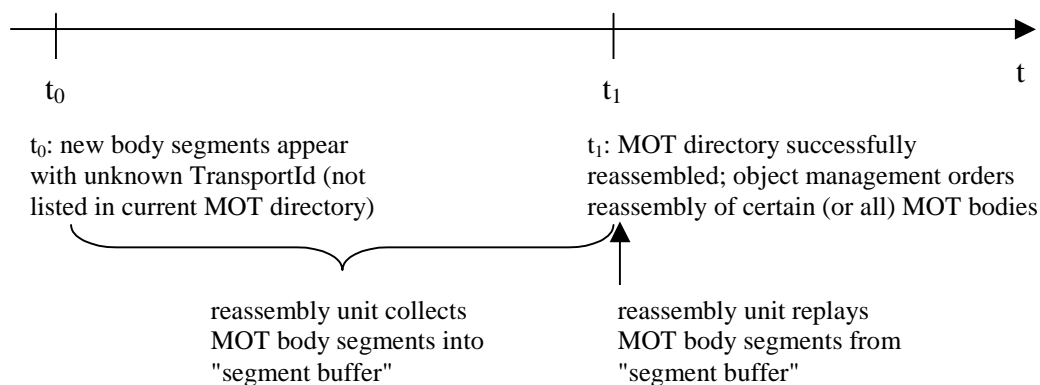 t
t0
t1
t0: new body segments appear
with unknown TransportId (not
listed in current MOT directory)
t1: MOT directory successfully
reassembled; object management orders
reassembly of certain (or all) MOT bodies
reassembly unit collects
MOT body segments into
"segment buffer"
reassembly unit replays
MOT body segments from
"segment buffer"